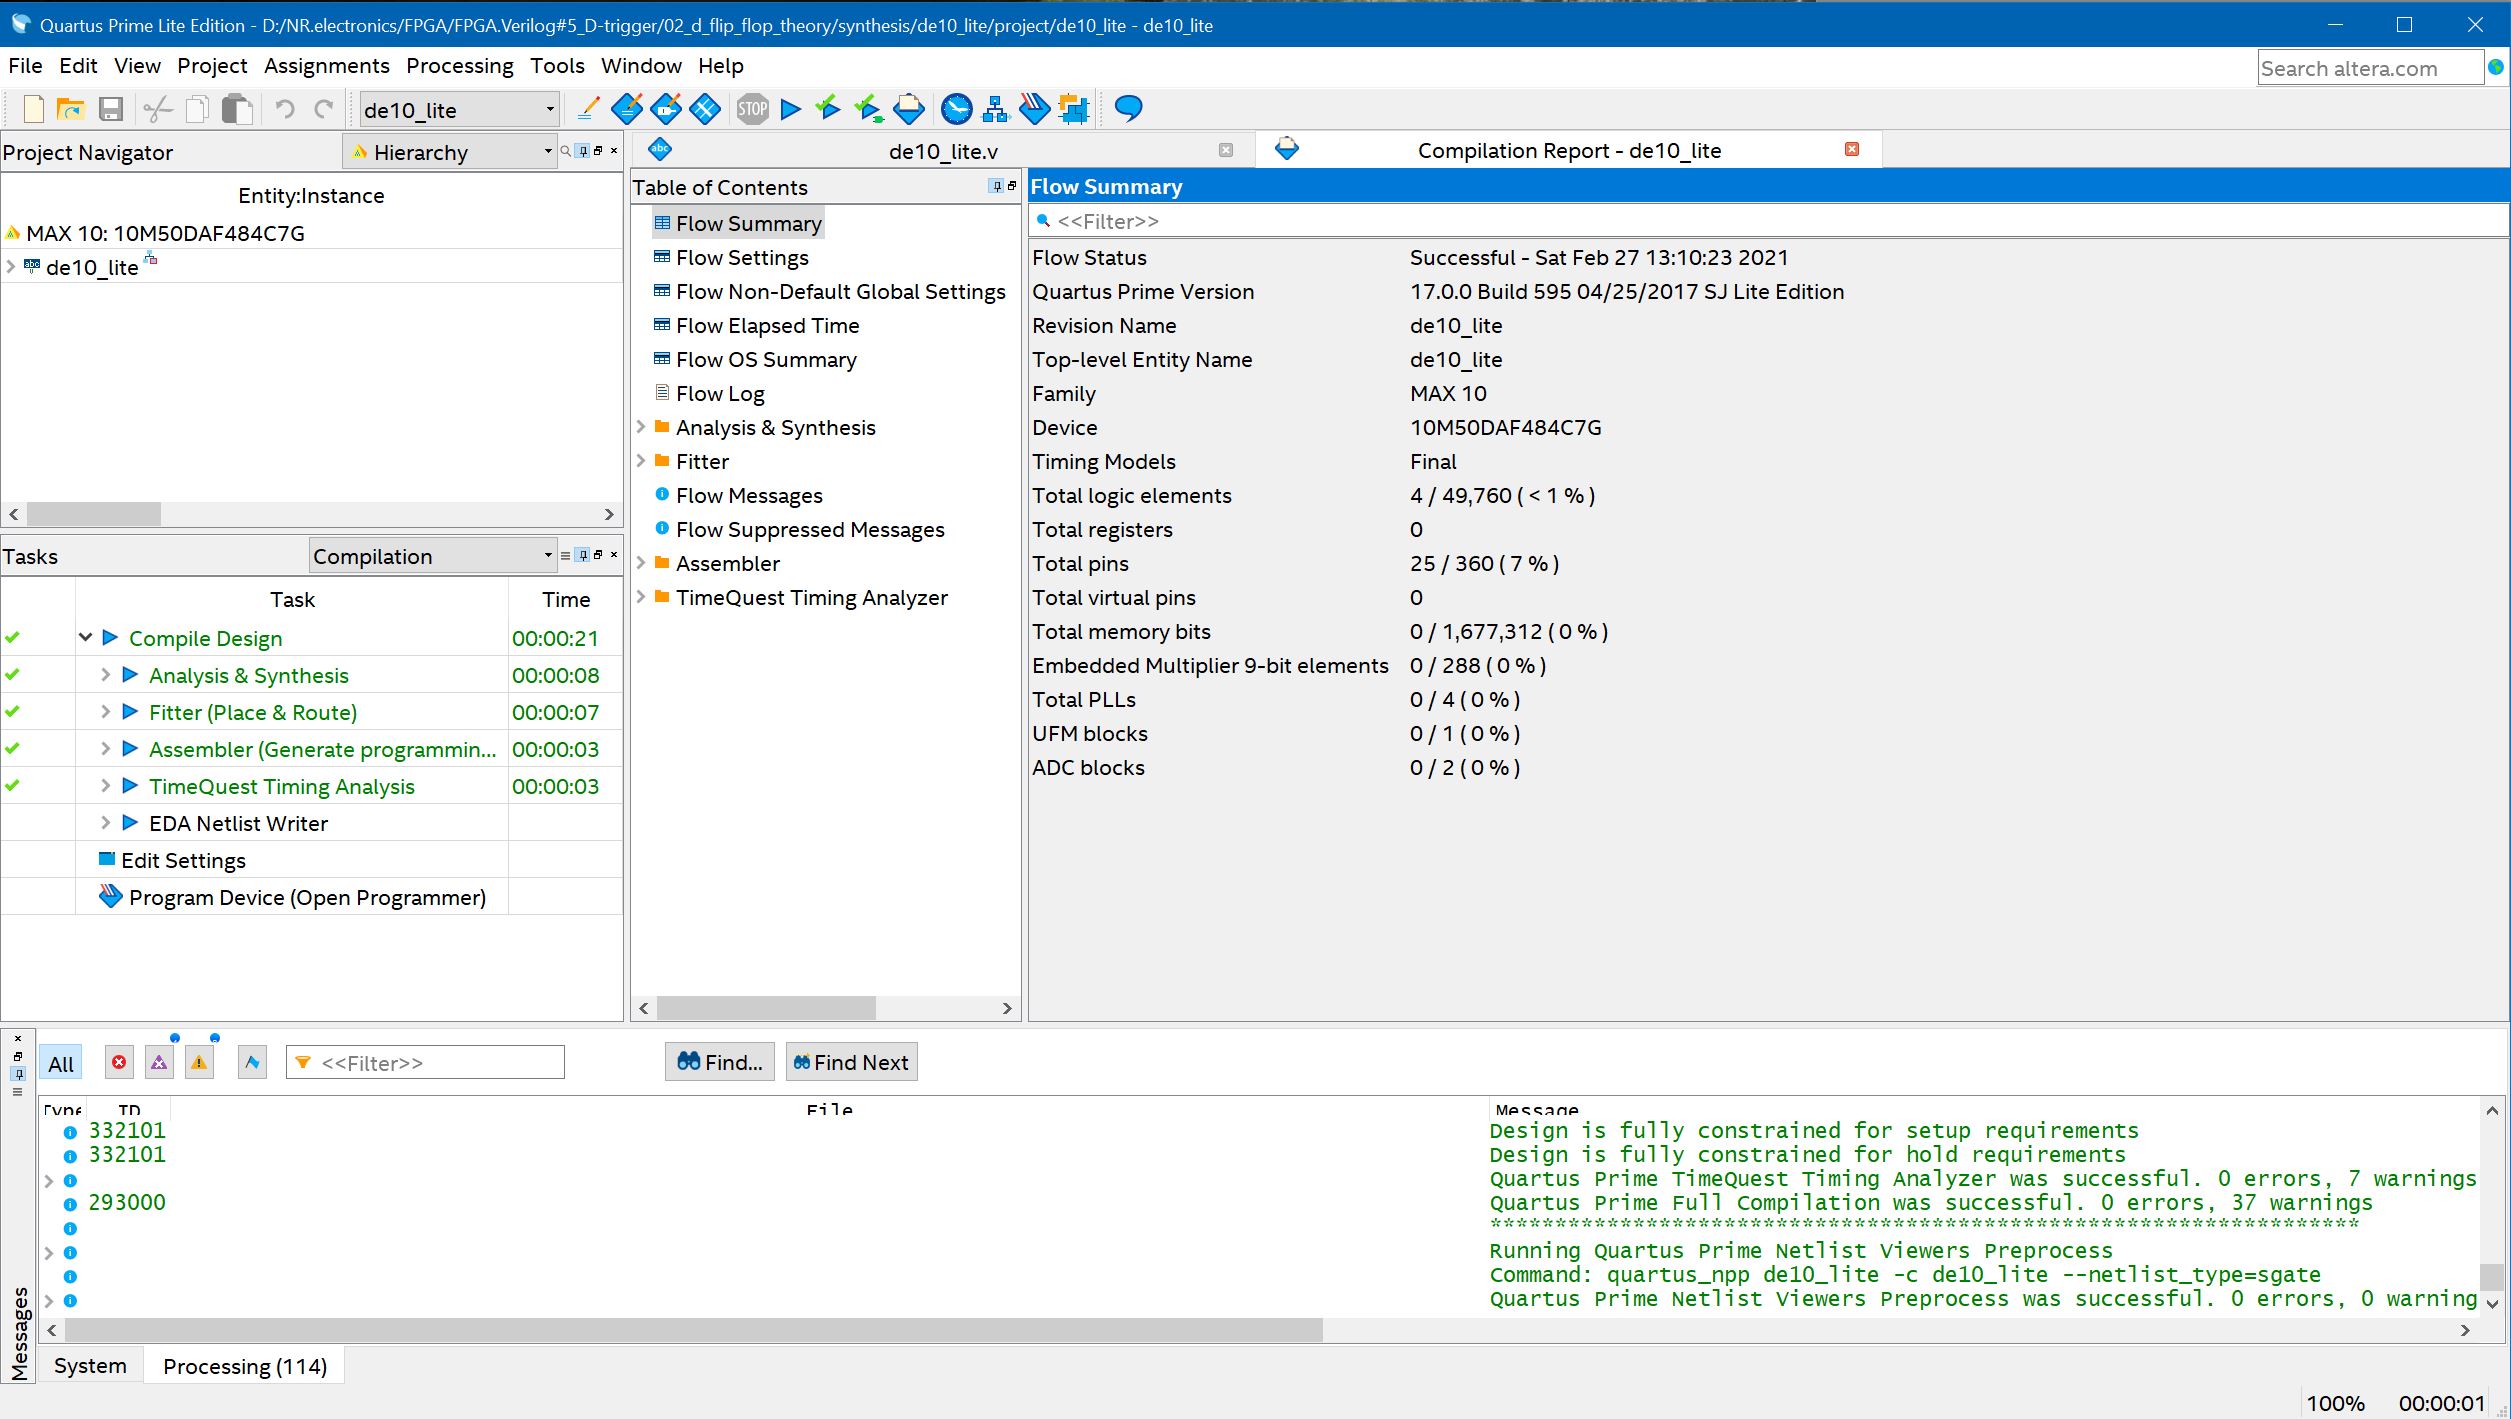 Quartus Prime Lite Edition - D:/NR.electronics/FPGA/FPGA.Verilog#5_D-trigger/02_d_flip_flop_theory/synthesis/de10_lite/project/de10_lite - de10_lite
File Edit View Project Assignments Processing Tools Window Help
Search altera.com
de10_lite
STOP
Project Navigator
Hierarchy
Entity:Instance
MAX 10: 10M50DAF484C7G
de10_lite
Tasks
Compilation
Task Time
Compile Design 00:00:21
Analysis & Synthesis 00:00:08
Fitter (Place & Route) 00:00:07
Assembler (Generate programmin... 00:00:03
TimeQuest Timing Analysis 00:00:03
EDA Netlist Writer
Edit Settings
Program Device (Open Programmer)
abc de10_lite.v
Compilation Report - de10_lite
Table of Contents
Flow Summary
Flow Settings
Flow Non-Default Global Settings
Flow Elapsed Time
Flow OS Summary
Flow Log
Analysis & Synthesis
Fitter
Flow Messages
Flow Suppressed Messages
Assembler
TimeQuest Timing Analyzer
Flow Summary
<<Filter>>
Flow Status Successful - Sat Feb 27 13:10:23 2021
Quartus Prime Version 17.0.0 Build 595 04/25/2017 SJ Lite Edition
Revision Name de10_lite
Top-level Entity Name de10_lite
Family MAX 10
Device 10M50DAF484C7G
Timing Models Final
Total logic elements 4 / 49,760 ( < 1 % )
Total registers 0
Total pins 25 / 360 ( 7 % )
Total virtual pins 0
Total memory bits 0 / 1,677,312 ( 0 % )
Embedded Multiplier 9-bit elements 0 / 288 ( 0 % )
Total PLLs 0 / 4 ( 0 % )
UFM blocks 0 / 1 ( 0 % )
ADC blocks 0 / 2 ( 0 % )
All
<<Filter>>
Find... Find Next
Type ID File Message
332101 Design is fully constrained for setup requirements
332101 Design is fully constrained for hold requirements
Quartus Prime TimeQuest Timing Analyzer was successful. 0 errors, 7 warnings
293000 Quartus Prime Full Compilation was successful. 0 errors, 37 warnings
*******************************************************************
Running Quartus Prime Netlist Viewers Preprocess
Command: quartus_npp de10_lite -c de10_lite --netlist_type=sgate
Quartus Prime Netlist Viewers Preprocess was successful. 0 errors, 0 warning
Messages
System Processing (114)
100% 00:00:01